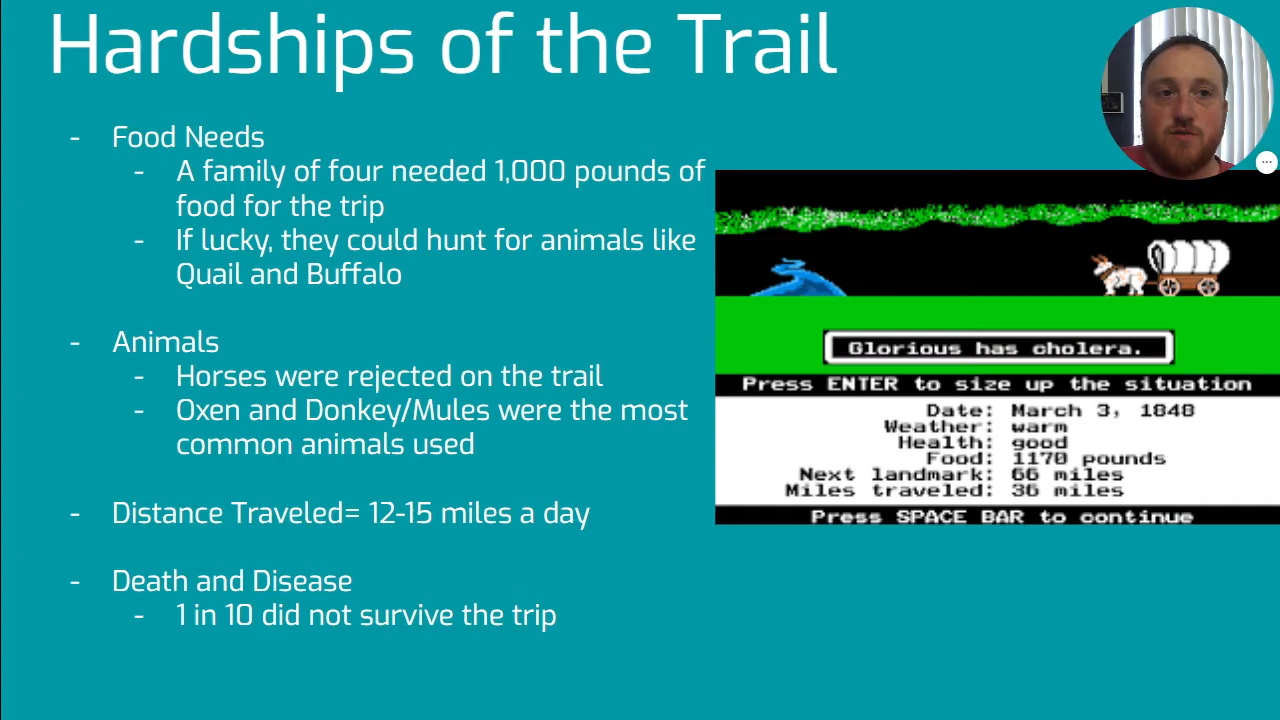 Hardships of the Trail
- Food Needs
- A family of four needed 1,000 pounds of
food for the trip
- If lucky, they could hunt for animals like
Quail and Buffalo
- Animals
- Horses were rejected on the trail
- Oxen and Donkey/Mules were the most
common animals used
- Distance Traveled= 12-15 miles a day
- Death and Disease
- 1 in 10 did not survive the trip
Glorious has cholera.
Press ENTER to size up the situation
Date: March 3, 1848
Weather: warm
Health: good
Food: 1170 pounds
Next landmark: 66 miles
Miles traveled: 36 miles
Press SPACE BAR to continue